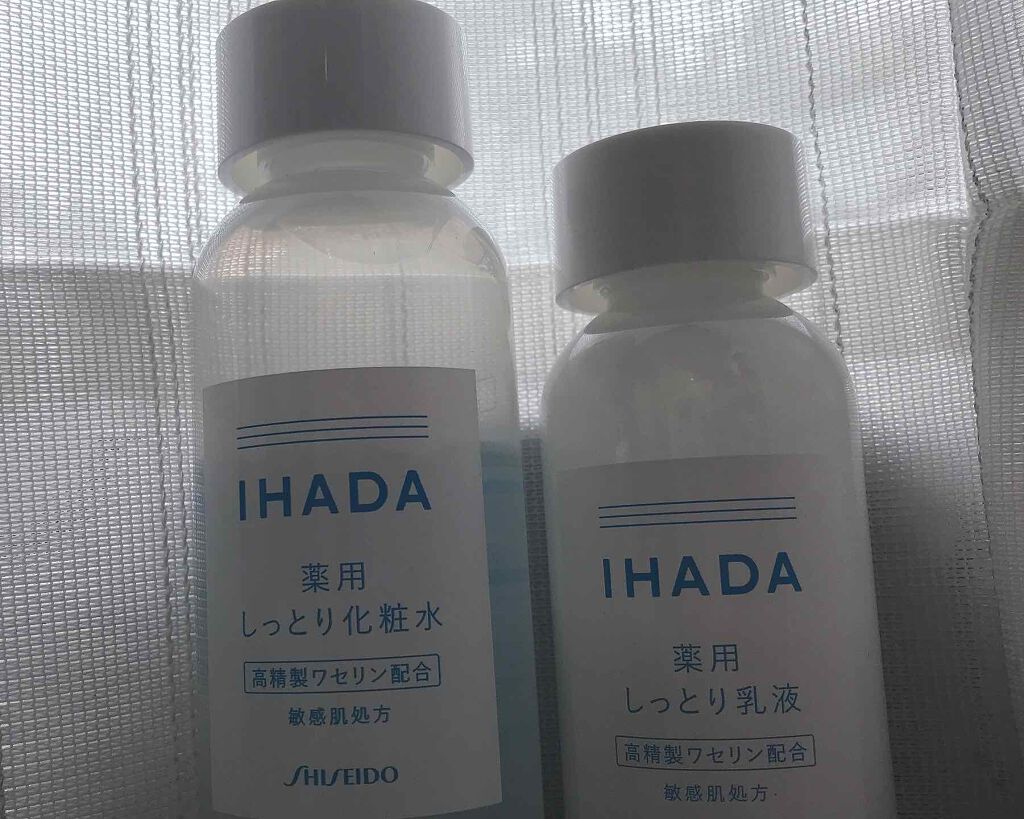 IHADA
薬用
しっとり化粧水
高精製ワセリン配合
敏感肌処方
SHISEIDO
IHADA
薬用
しっとり乳液
高精製ワセリン配合
敏感肌処方